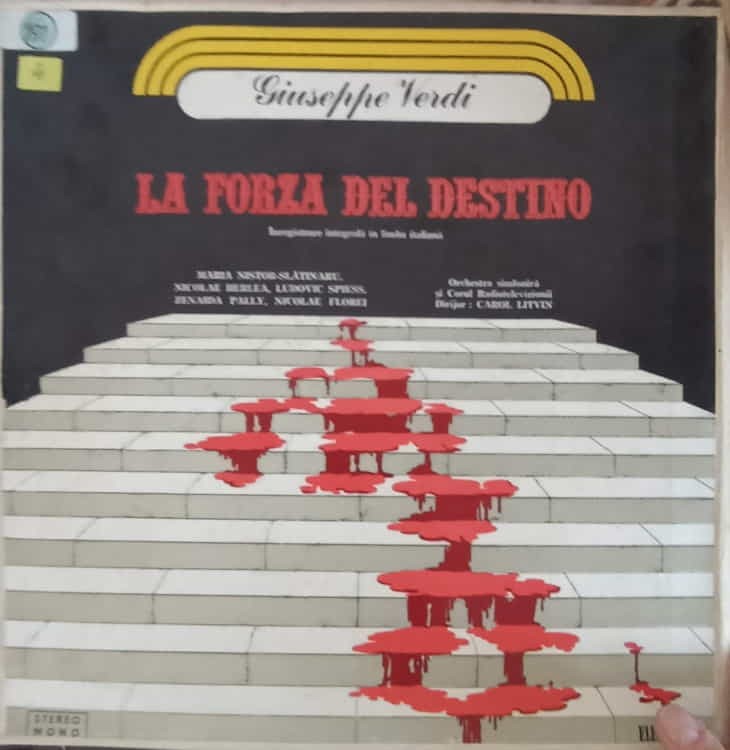 Giuseppe Verdi
LA FORZA DEL DESTINO
Înregistrare integrală în limba italiană
MARIA NISTOR-SLĂTINARU,
NICOLAE HERLEA, LUDOVIC SPIESS,
ZENAIDA PALLY, NICOLAE FLOREI
Orchestra simfonică
și Corul Radioteleviziunii
Dirijor : CAROL LITVIN
STEREO
MONO